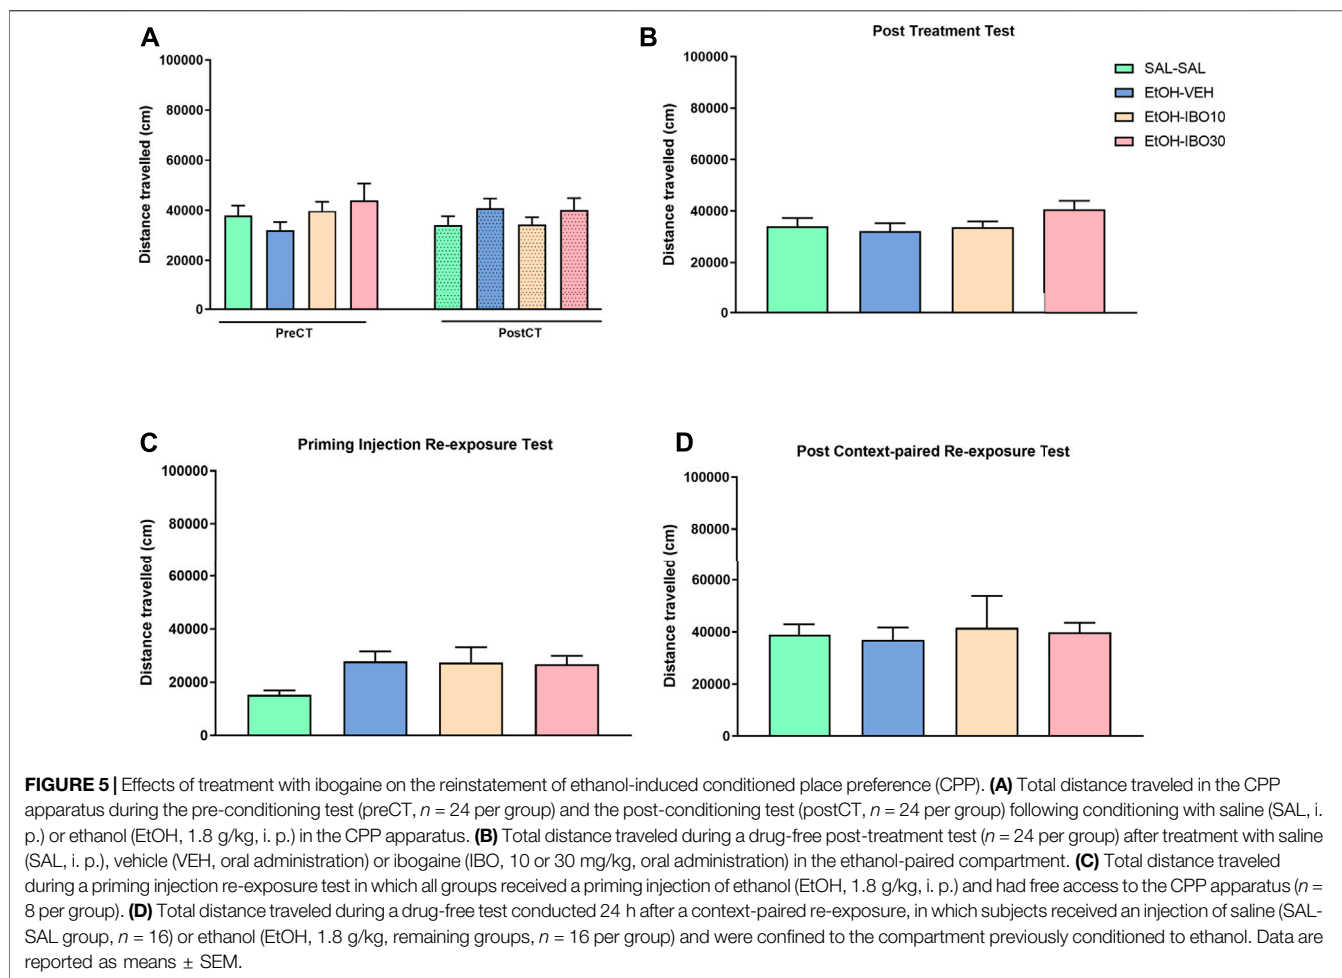 A
100000
80000
60000
40000
20000
0
Distance travelled (cm)
PreCT
PostCT
B
Post Treatment Test
100000
80000
60000
40000
20000
0
Distance travelled (cm)
SAL-SAL
EtOH-VEH
EtOH-IBO10
EtOH-IBO30
C
Priming Injection Re-exposure Test
100000
80000
60000
40000
20000
0
Distance travelled (cm)
D
Post Context-paired Re-exposure Test
100000
80000
60000
40000
20000
0
Distance travelled (cm)
FIGURE 5 | Effects of treatment with ibogaine on the reinstatement of ethanol-induced conditioned place preference (CPP). (A) Total distance traveled in the CPP
apparatus during the pre-conditioning test (preCT, n = 24 per group) and the post-conditioning test (postCT, n = 24 per group) following conditioning with saline (SAL, i.
p.) or ethanol (EtOH, 1.8 g/kg, i. p.) in the CPP apparatus. (B) Total distance traveled during a drug-free post-treatment test (n = 24 per group) after treatment with saline
(SAL, i. p.), vehicle (VEH, oral administration) or ibogaine (IBO, 10 or 30 mg/kg, oral administration) in the ethanol-paired compartment. (C) Total distance traveled
during a priming injection re-exposure test in which all groups received a priming injection of ethanol (EtOH, 1.8 g/kg, i. p.) and had free access to the CPP apparatus (n =
8 per group). (D) Total distance traveled during a drug-free test conducted 24 h after a context-paired re-exposure, in which subjects received an injection of saline (SAL-
SAL group, n = 16) or ethanol (EtOH, 1.8 g/kg, remaining groups, n = 16 per group) and were confined to the compartment previously conditioned to ethanol. Data are
reported as means ± SEM.